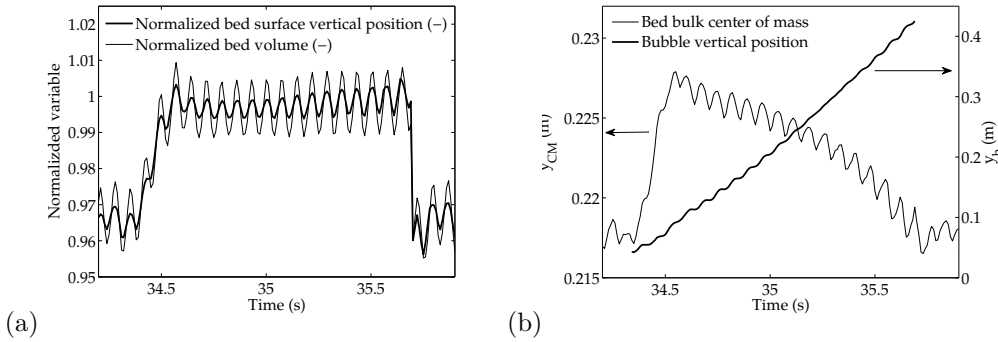 1.02
1.01
1
0.99
0.98
0.97
0.96
0.95
Normalizded variable
Normalized bed surface vertical position (−)
Normalized bed volume (−)
34.5
35
35.5
Time (s)
(a)
0.23
0.225
0.22
0.215
y_CM (m)
Bed bulk center of mass
Bubble vertical position
0.4
0.3
0.2
0.1
0
y_b (m)
34.5
35
35.5
Time (s)
(b)